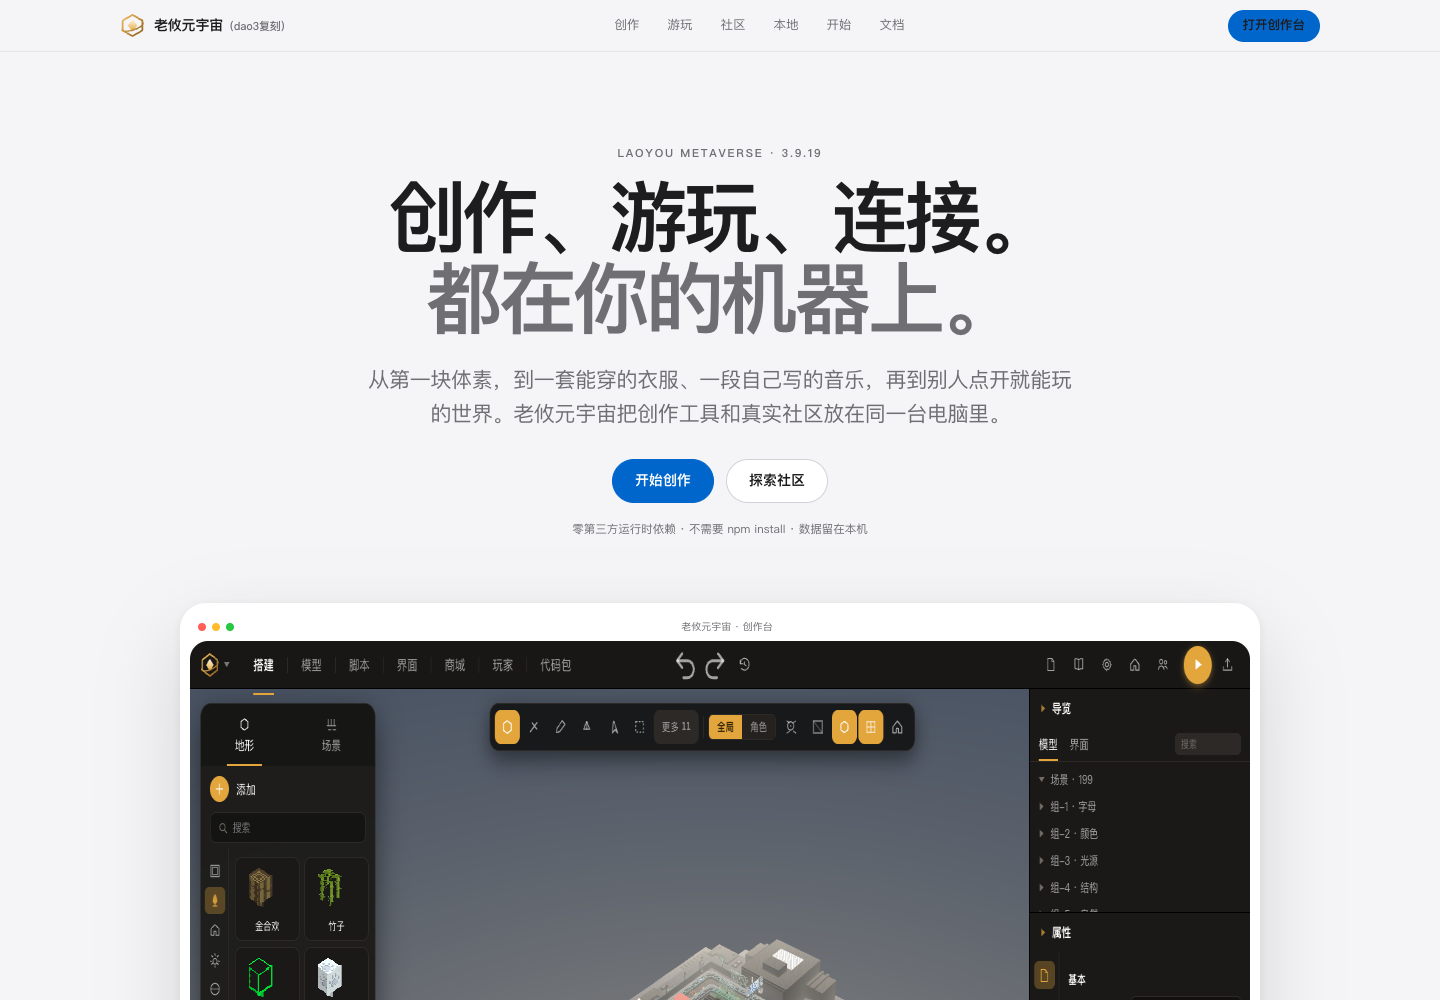 老攸元宇宙（dao3复刻）
创作 游玩 社区 本地 开始 文档
打开创作台
LAOYOU METAVERSE · 3.9.19
创作、游玩、连接。
都在你的机器上。
从第一块体素，到一套能穿的衣服、一段自己写的音乐，再到别人点开就能玩
的世界。老攸元宇宙把创作工具和真实社区放在同一台电脑里。
开始创作 探索社区
零第三方运行时依赖 · 不需要 npm install · 数据留在本机
老攸元宇宙 · 创作台
搭建 模型 脚本 界面 商城 玩家 代码包
地形 场景
添加
搜索
金合欢 竹子
更多 11 全局 角色
导览
模型 界面 搜索
场景 · 199
组-1 · 字母
组-2 · 颜色
组-3 · 光源
组-4 · 结构
属性
基本